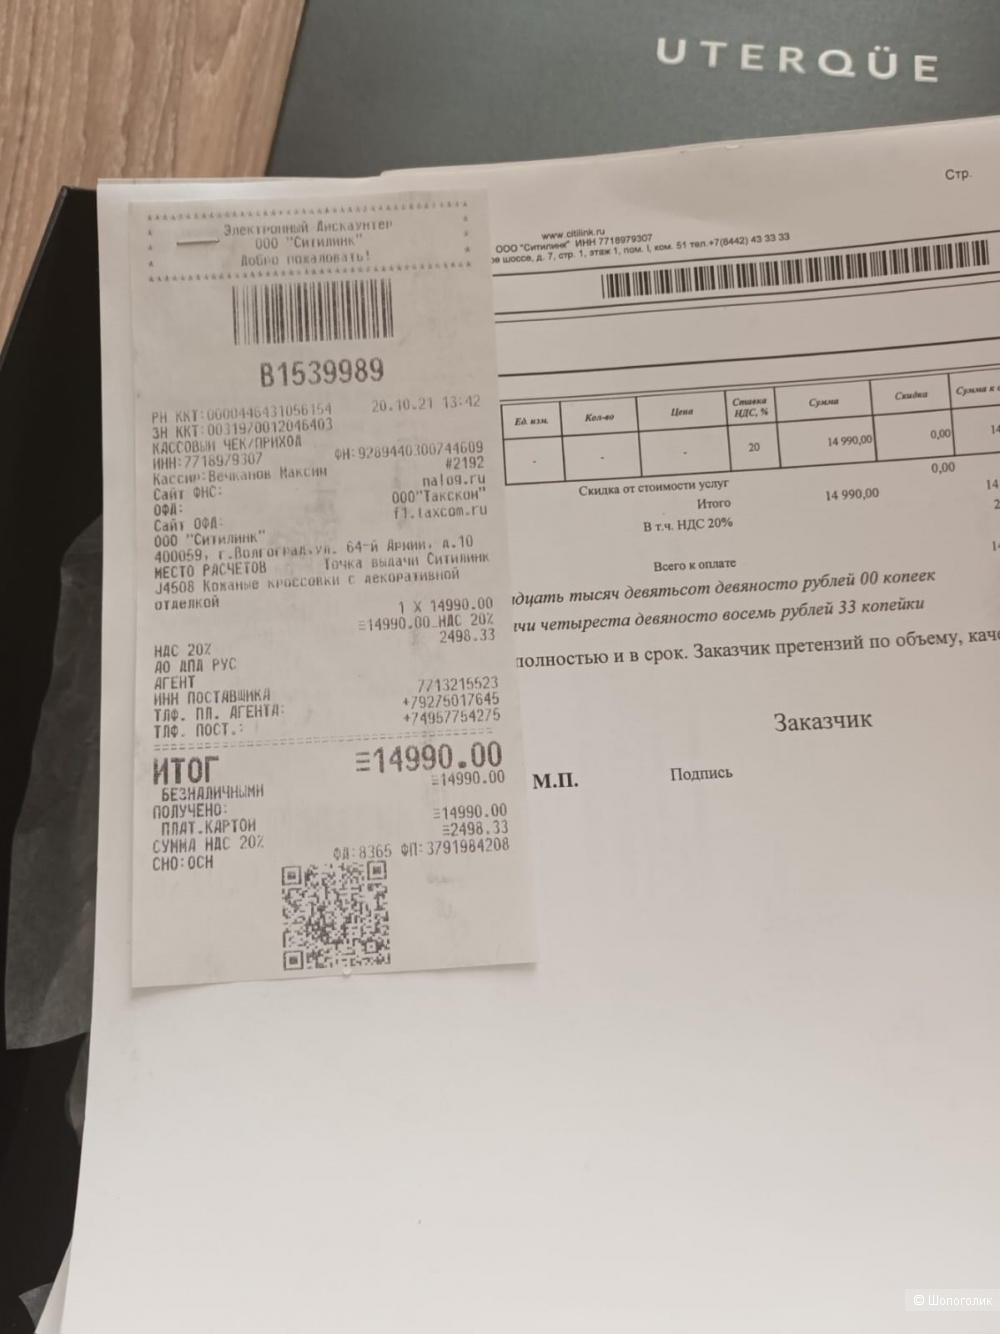 UTERQÜE
Стр.
www.citilink.ru
ООО "Ситилинк" ИНН 7718979307
ое шоссе, д. 7, стр. 1, этаж 1, пом. I, ком. 51 тел.+7(8442) 43 33 33
Электронный Дискаунтер
ООО "Ситилинк"
Добро пожаловать!
B1539989
РН ККТ:0000446431056154 20.10.21 13:42
ЗН ККТ:00319/0012046403
КАССОВЫЙ ЧЕК/ПРИХОД
ИНН:7718979307 ФН:9289440300744609
Кассир:Вечканов Максим #2192
Сайт ФНС: nalog.ru
ОФД: ООО"Такском"
Сайт ОФД: f1.taxcom.ru
ООО "Ситилинк"
400059, г.Волгоград,ул. 64-й Армии, д.10
МЕСТО РАСЧЕТОВ Точка выдачи Ситилинк
J4508 Кожаные кроссовки с декоративной
отделкой
1 X 14990.00
≡14990.00_НДС 20%
НДС 20% 2498.33
АО ДПД РУС
АГЕНТ
ИНН ПОСТАВЩИКА 7713215523
ТЛФ. ПЛ. АГЕНТА: +79275017645
ТЛФ. ПОСТ.: +74957754275
ИТОГ ≡14990.00
БЕЗНАЛИЧНЫМИ ≡14990.00
ПОЛУЧЕНО:
ПЛАТ.КАРТОЙ ≡14990.00
СУММА НДС 20% ≡2498.33
СНО:ОСН ФД:8365 ФП:3791984208
Ед. изм. Кол-во Цена Ставка НДС, % Сумма Скидка Сумма к о
- - - 20 14 990,00 0,00 14
Скидка от стоимости услуг 0,00
Итого 14 990,00 14
В т.ч. НДС 20% 2
Всего к оплате 14
дцать тысяч девятьсот девяносто рублей 00 копеек
чи четыреста девяносто восемь рублей 33 копейки
полностью и в срок. Заказчик претензий по объему, каче
Заказчик
М.П. Подпись
© Шопоголик